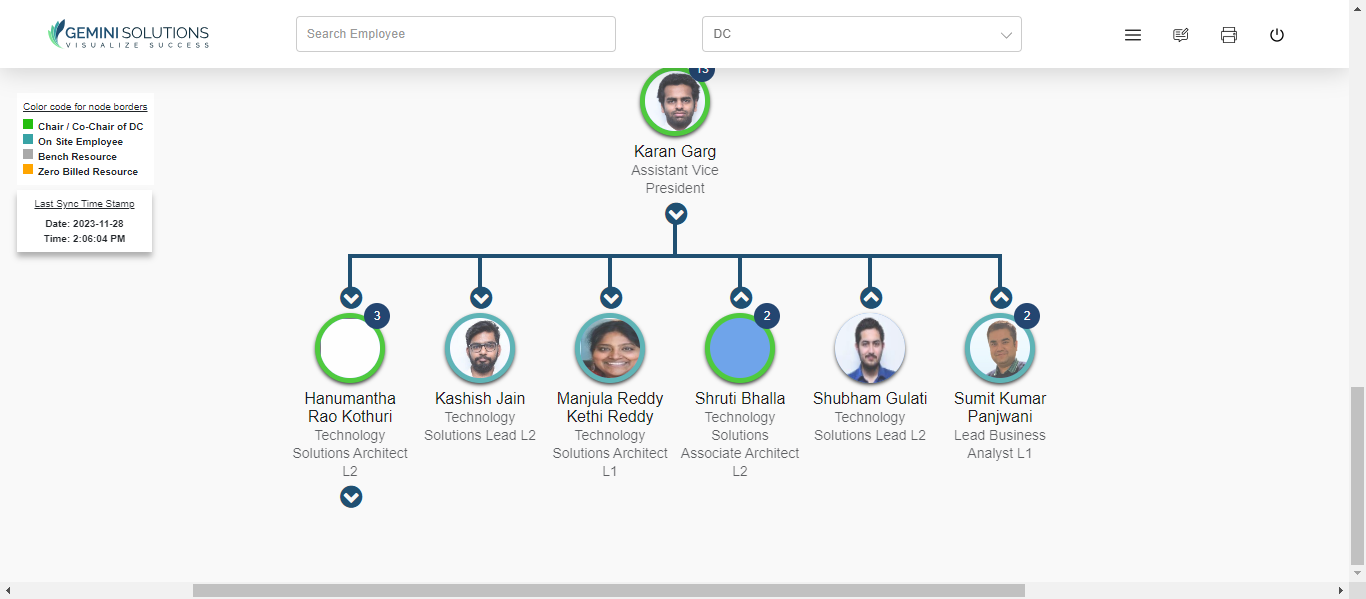 GEMINI SOLUTIONS
VISUALIZE SUCCESS
Search Employee
DC
Color code for node borders
Chair / Co-Chair of DC
On Site Employee
Bench Resource
Zero Billed Resource
Last Sync Time Stamp
Date: 2023-11-28
Time: 2:06:04 PM
13
Karan Garg
Assistant Vice
President
3
Hanumantha
Rao Kothuri
Technology
Solutions Architect
L2
Kashish Jain
Technology
Solutions Lead L2
Manjula Reddy
Kethi Reddy
Technology
Solutions Architect
L1
2
Shruti Bhalla
Technology
Solutions
Associate Architect
L2
Shubham Gulati
Technology
Solutions Lead L2
2
Sumit Kumar
Panjwani
Lead Business
Analyst L1